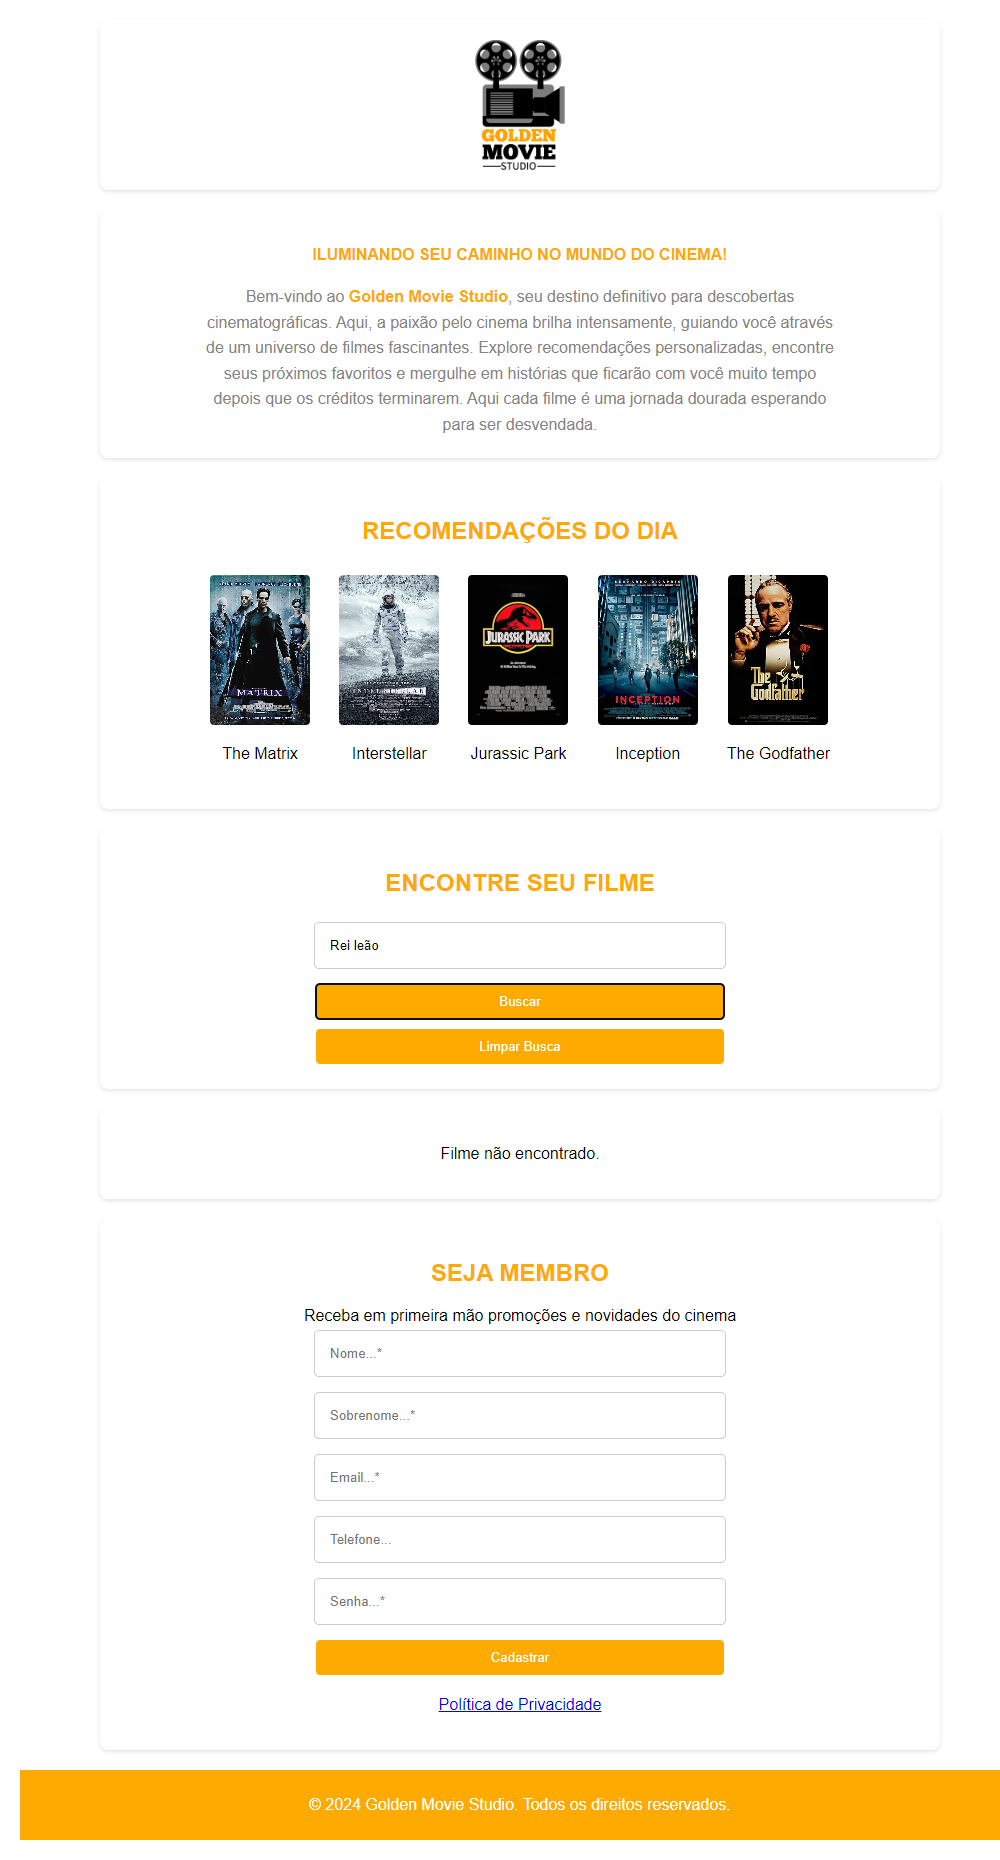 GOLDEN
MOVIE
STUDIO
ILUMINANDO SEU CAMINHO NO MUNDO DO CINEMA!
Bem-vindo ao Golden Movie Studio, seu destino definitivo para descobertas
cinematográficas. Aqui, a paixão pelo cinema brilha intensamente, guiando você através
de um universo de filmes fascinantes. Explore recomendações personalizadas, encontre
seus próximos favoritos e mergulhe em histórias que ficarão com você muito tempo
depois que os créditos terminarem. Aqui cada filme é uma jornada dourada esperando
para ser desvendada.
RECOMENDAÇÕES DO DIA
MATRIX
JURASSIC PARK
INCEPTION
The
Godfather
The Matrix
Interstellar
Jurassic Park
Inception
The Godfather
ENCONTRE SEU FILME
Rei leão
Buscar
Limpar Busca
Filme não encontrado.
SEJA MEMBRO
Receba em primeira mão promoções e novidades do cinema
Nome...*
Sobrenome...*
Email...*
Telefone...
Senha...*
Cadastrar
Política de Privacidade
© 2024 Golden Movie Studio. Todos os direitos reservados.